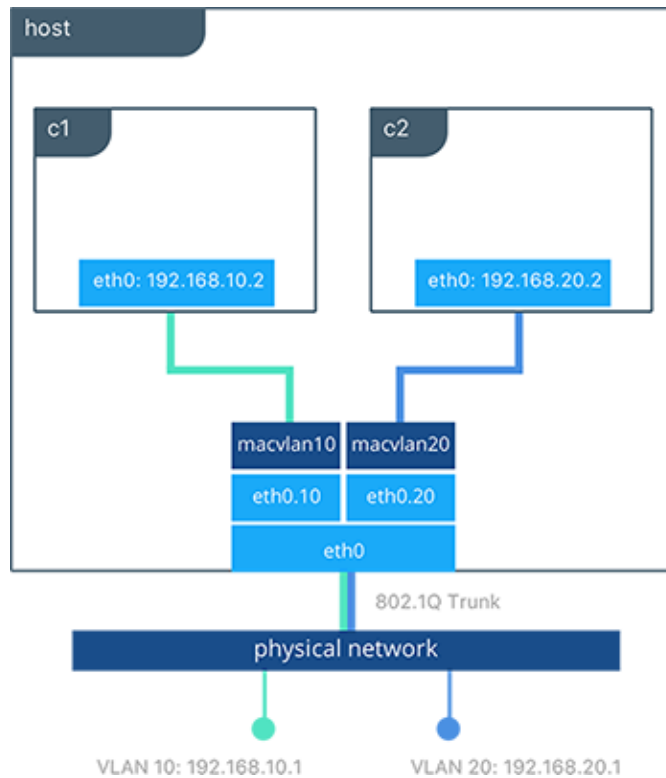 host
c1
c2
eth0: 192.168.10.2
eth0: 192.168.20.2
macvlan10
macvlan20
eth0.10
eth0.20
eth0
802.1Q Trunk
physical network
VLAN 10: 192.168.10.1
VLAN 20: 192.168.20.1